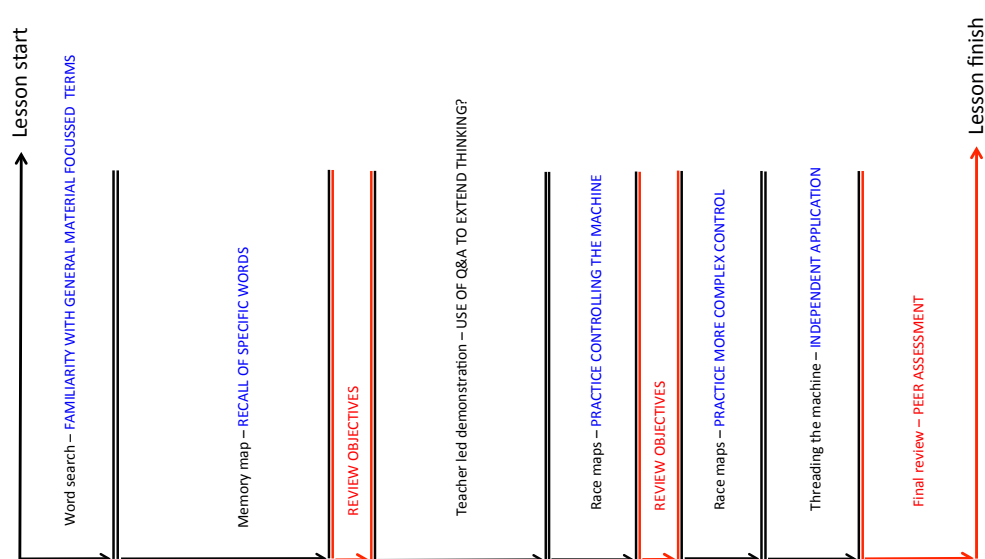 Lesson start
Word search – FAMILIARITY WITH GENERAL MATERIAL FOCUSSED TERMS
Memory map – RECALL OF SPECIFIC WORDS
REVIEW OBJECTIVES
Teacher led demonstration – USE OF Q&A TO EXTEND THINKING?
Race maps – PRACTICE CONTROLLING THE MACHINE
REVIEW OBJECTIVES
Race maps – PRACTICE MORE COMPLEX CONTROL
Threading the machine – INDEPENDENT APPLICATION
Final review – PEER ASSESSMENT
Lesson finish